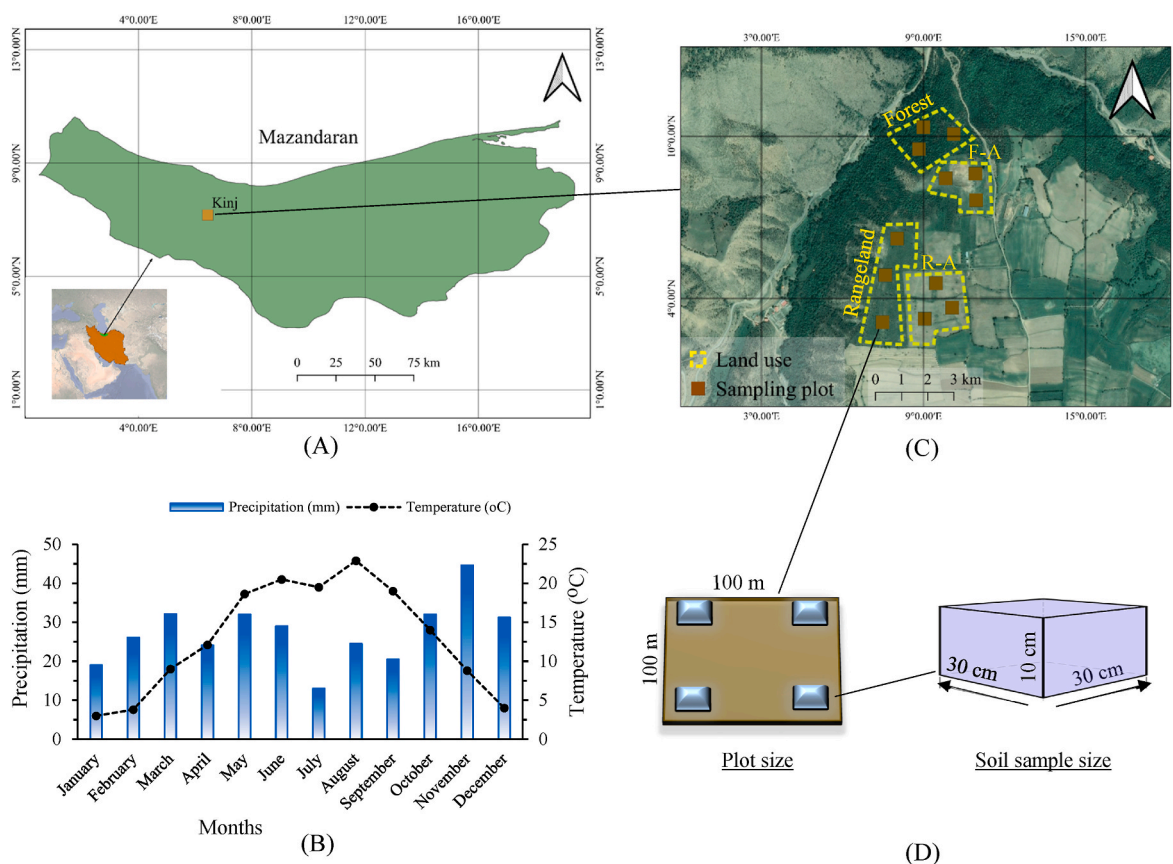 4°0.00'E 8°0.00'E 12°0.00'E 16°0.00'E
13°0.00'N 13°0.00'N
Mazandaran
9°0.00'N 9°0.00'N
Kinj
5°0.00'N 5°0.00'N
0 25 50 75 km
1°0.00'N 1°0.00'N
4°0.00'E 8°0.00'E 12°0.00'E 16°0.00'E
(A)
3°0.00'E 9°0.00'E 15°0.00'E
Forest
10°0.00'N 10°0.00'N
F-A
Rangeland
R-A
4°0.00'N 4°0.00'N
Land use
Sampling plot
0 1 2 3 km
3°0.00'E 9°0.00'E 15°0.00'E
(C)
Precipitation (mm) Temperature (oC)
Precipitation (mm)
50
40
30
20
10
0
25
20
15
10
5
0
Temperature (°C)
January
February
March
April
May
June
July
August
September
October
November
December
Months
(B)
100 m
100 m
Plot size
30 cm
10 cm
30 cm
Soil sample size
(D)